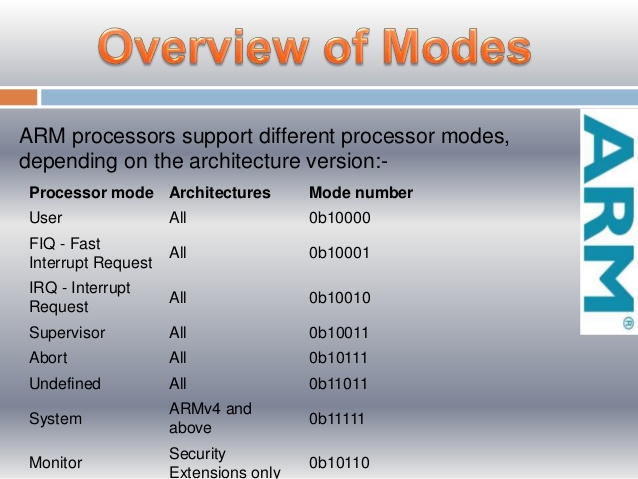 Overview of Modes
ARM processors support different processor modes,
depending on the architecture version:-
Processor mode Architectures Mode number
User All 0b10000
FIQ - Fast
Interrupt Request All 0b10001
IRQ - Interrupt
Request All 0b10010
Supervisor All 0b10011
Abort All 0b10111
Undefined All 0b11011
System ARMv4 and
above 0b11111
Monitor Security
Extensions only 0b10110
ARM®